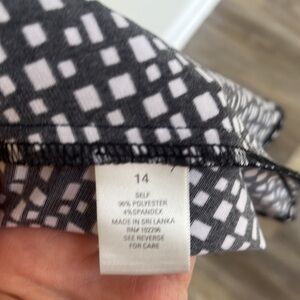 14
SELF
96% POLYESTER
4% SPANDEX
MADE IN SRI LANKA
RN# 102296
SEE REVERSE
FOR CARE